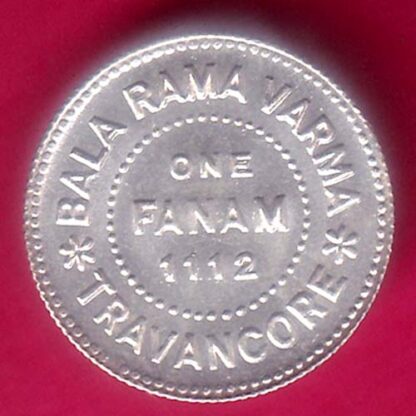 BALA RAMA VARMA
ONE
FANAM
1112
TRAVANCORE